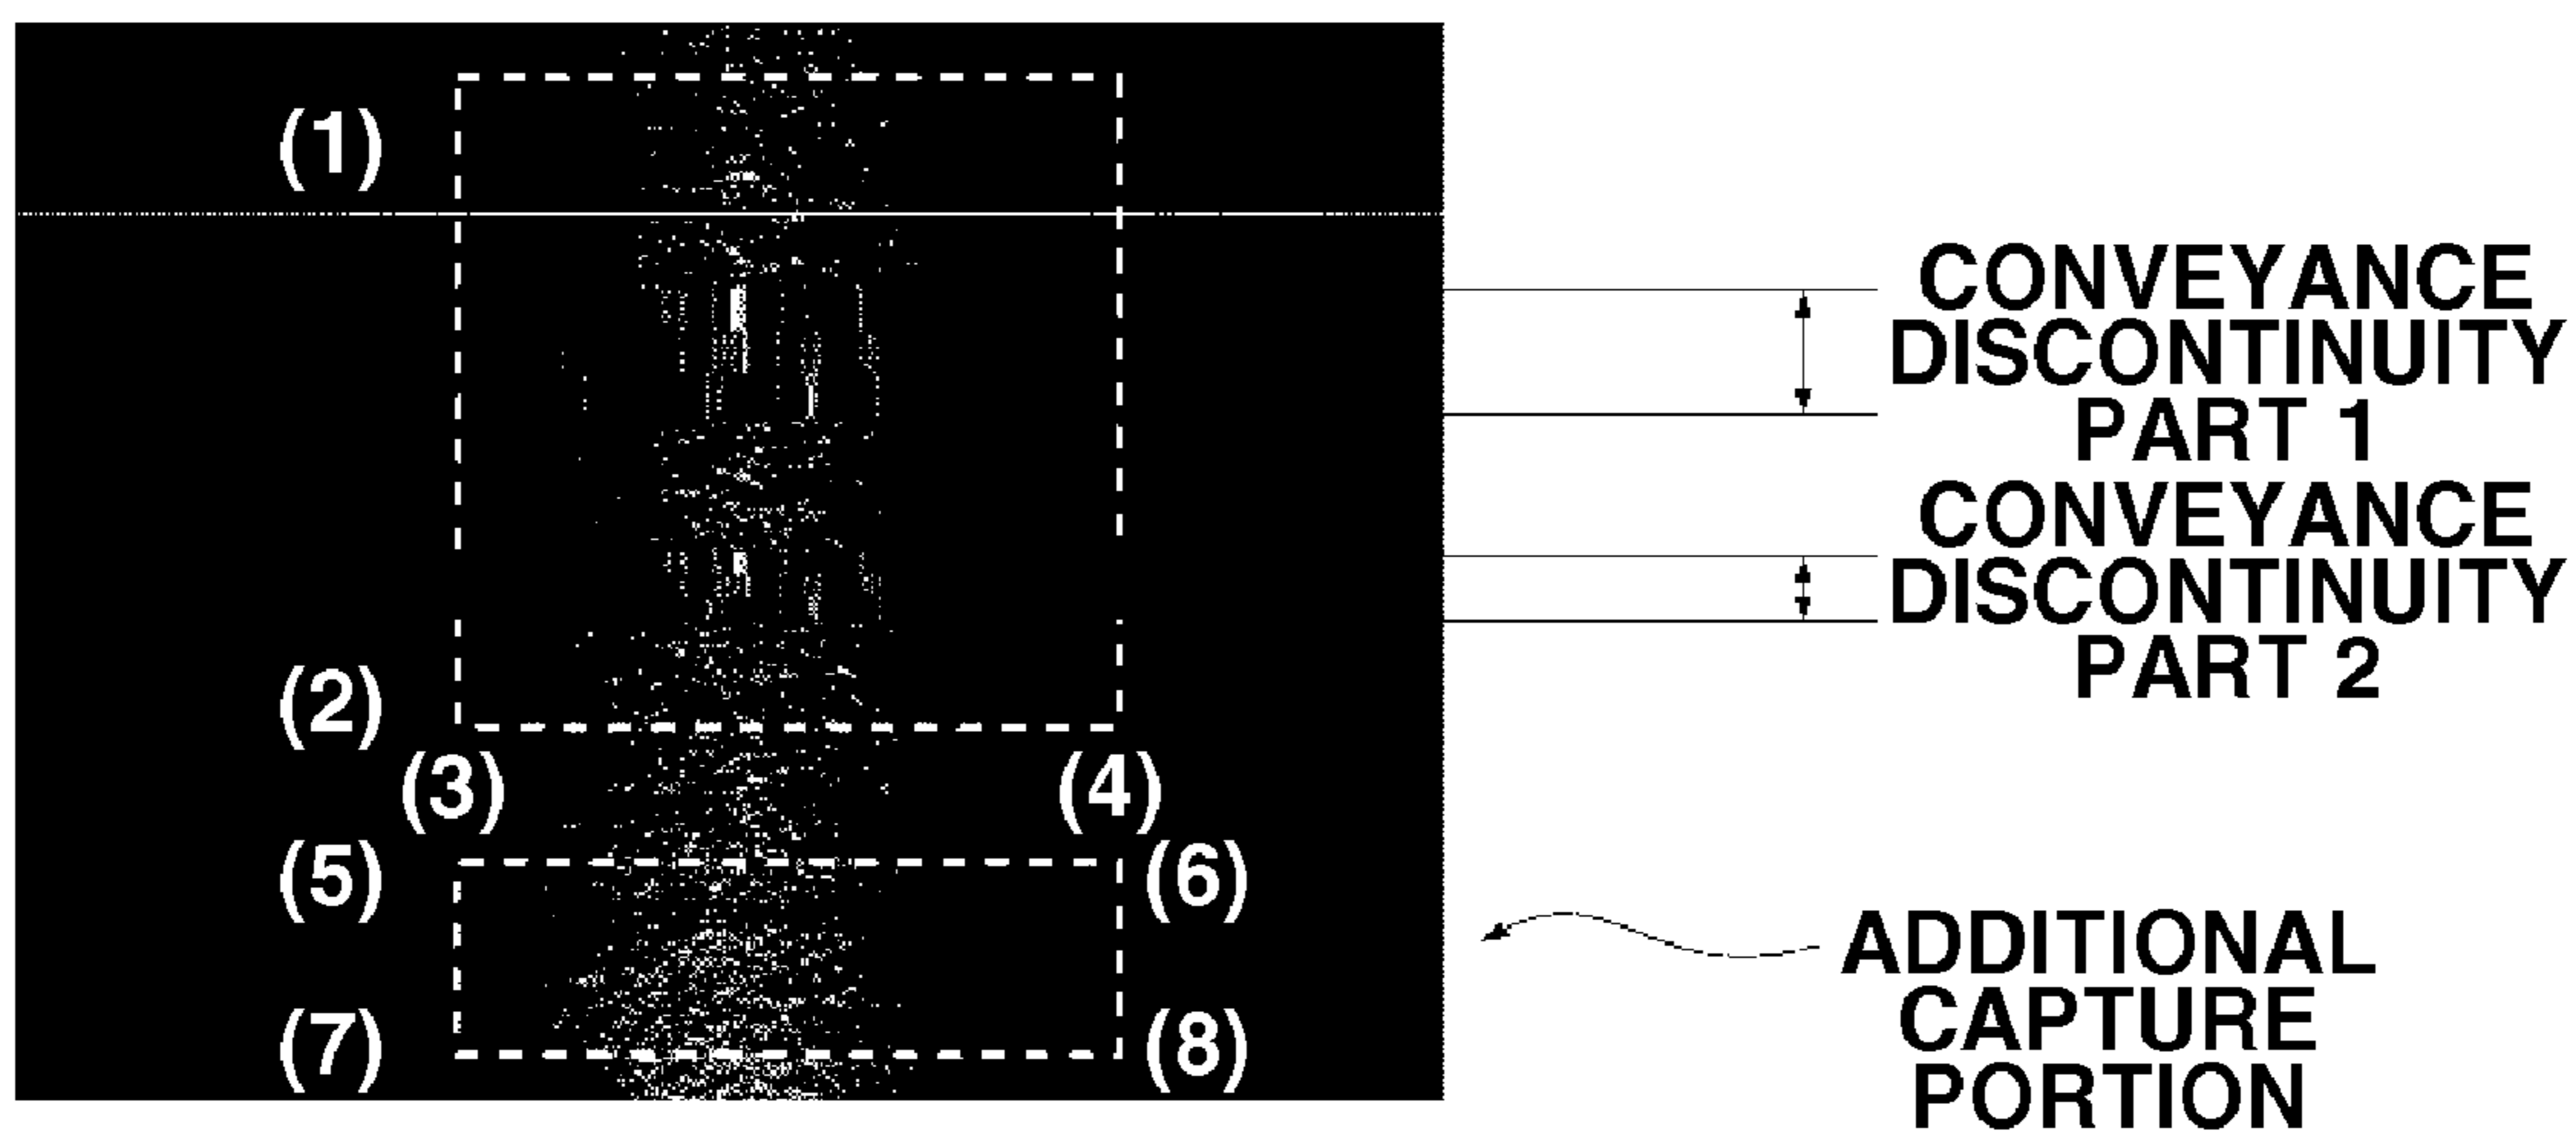 (1)
CONVEYANCE
DISCONTINUITY
PART 1
CONVEYANCE
DISCONTINUITY
PART 2
(2)
(3) (4)
(5) (6)
ADDITIONAL
CAPTURE
PORTION
(7) (8)